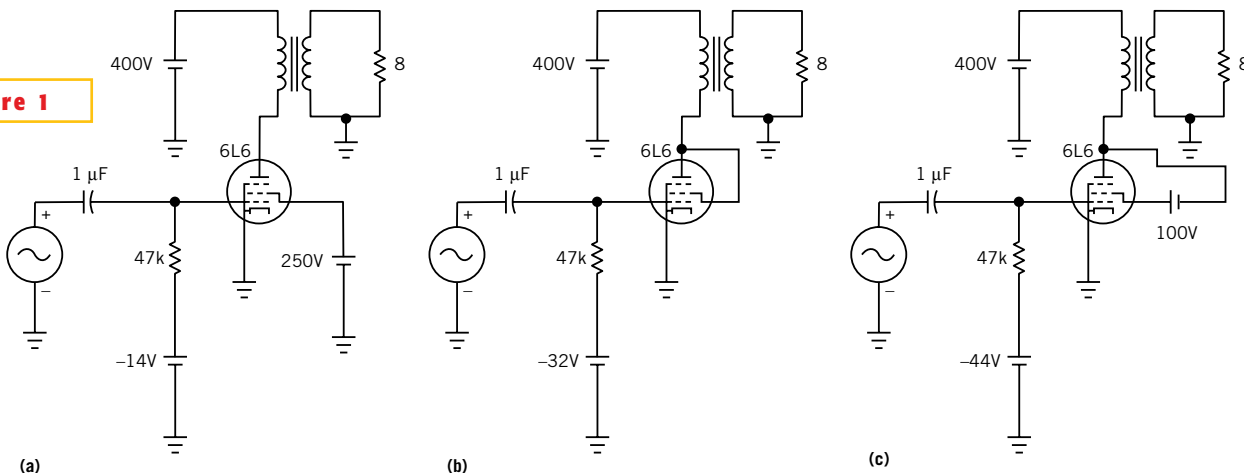 re 1
400V
8
6L6
1 µF
+
–
47k
250V
–14V
(a)
400V
8
6L6
1 µF
+
–
47k
–32V
(b)
400V
8
6L6
1 µF
+
–
47k
100V
–44V
(c)